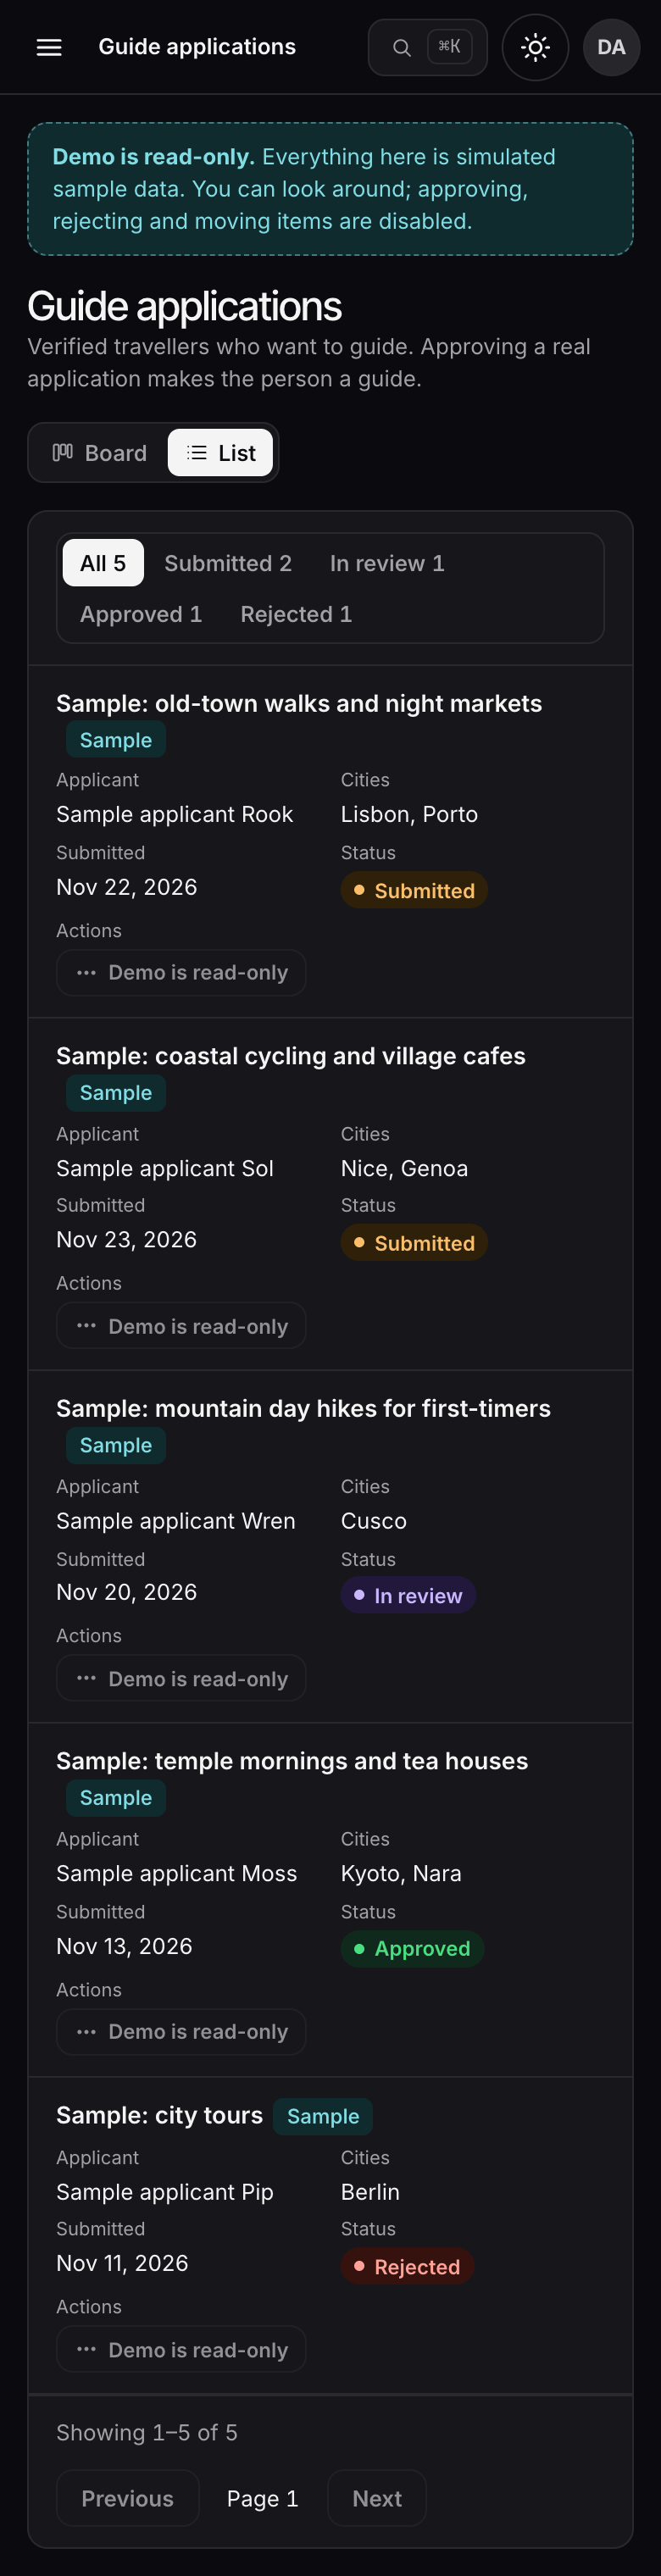 Guide applications
⌘K
DA
Demo is read-only. Everything here is simulated
sample data. You can look around; approving,
rejecting and moving items are disabled.
Guide applications
Verified travellers who want to guide. Approving a real
application makes the person a guide.
Board
List
All 5
Submitted 2
In review 1
Approved 1
Rejected 1
Sample: old-town walks and night markets
Sample
Applicant
Cities
Sample applicant Rook
Lisbon, Porto
Submitted
Status
Nov 22, 2026
Submitted
Actions
Demo is read-only
Sample: coastal cycling and village cafes
Sample
Applicant
Cities
Sample applicant Sol
Nice, Genoa
Submitted
Status
Nov 23, 2026
Submitted
Actions
Demo is read-only
Sample: mountain day hikes for first-timers
Sample
Applicant
Cities
Sample applicant Wren
Cusco
Submitted
Status
Nov 20, 2026
In review
Actions
Demo is read-only
Sample: temple mornings and tea houses
Sample
Applicant
Cities
Sample applicant Moss
Kyoto, Nara
Submitted
Status
Nov 13, 2026
Approved
Actions
Demo is read-only
Sample: city tours Sample
Applicant
Cities
Sample applicant Pip
Berlin
Submitted
Status
Nov 11, 2026
Rejected
Actions
Demo is read-only
Showing 1–5 of 5
Previous
Page 1
Next